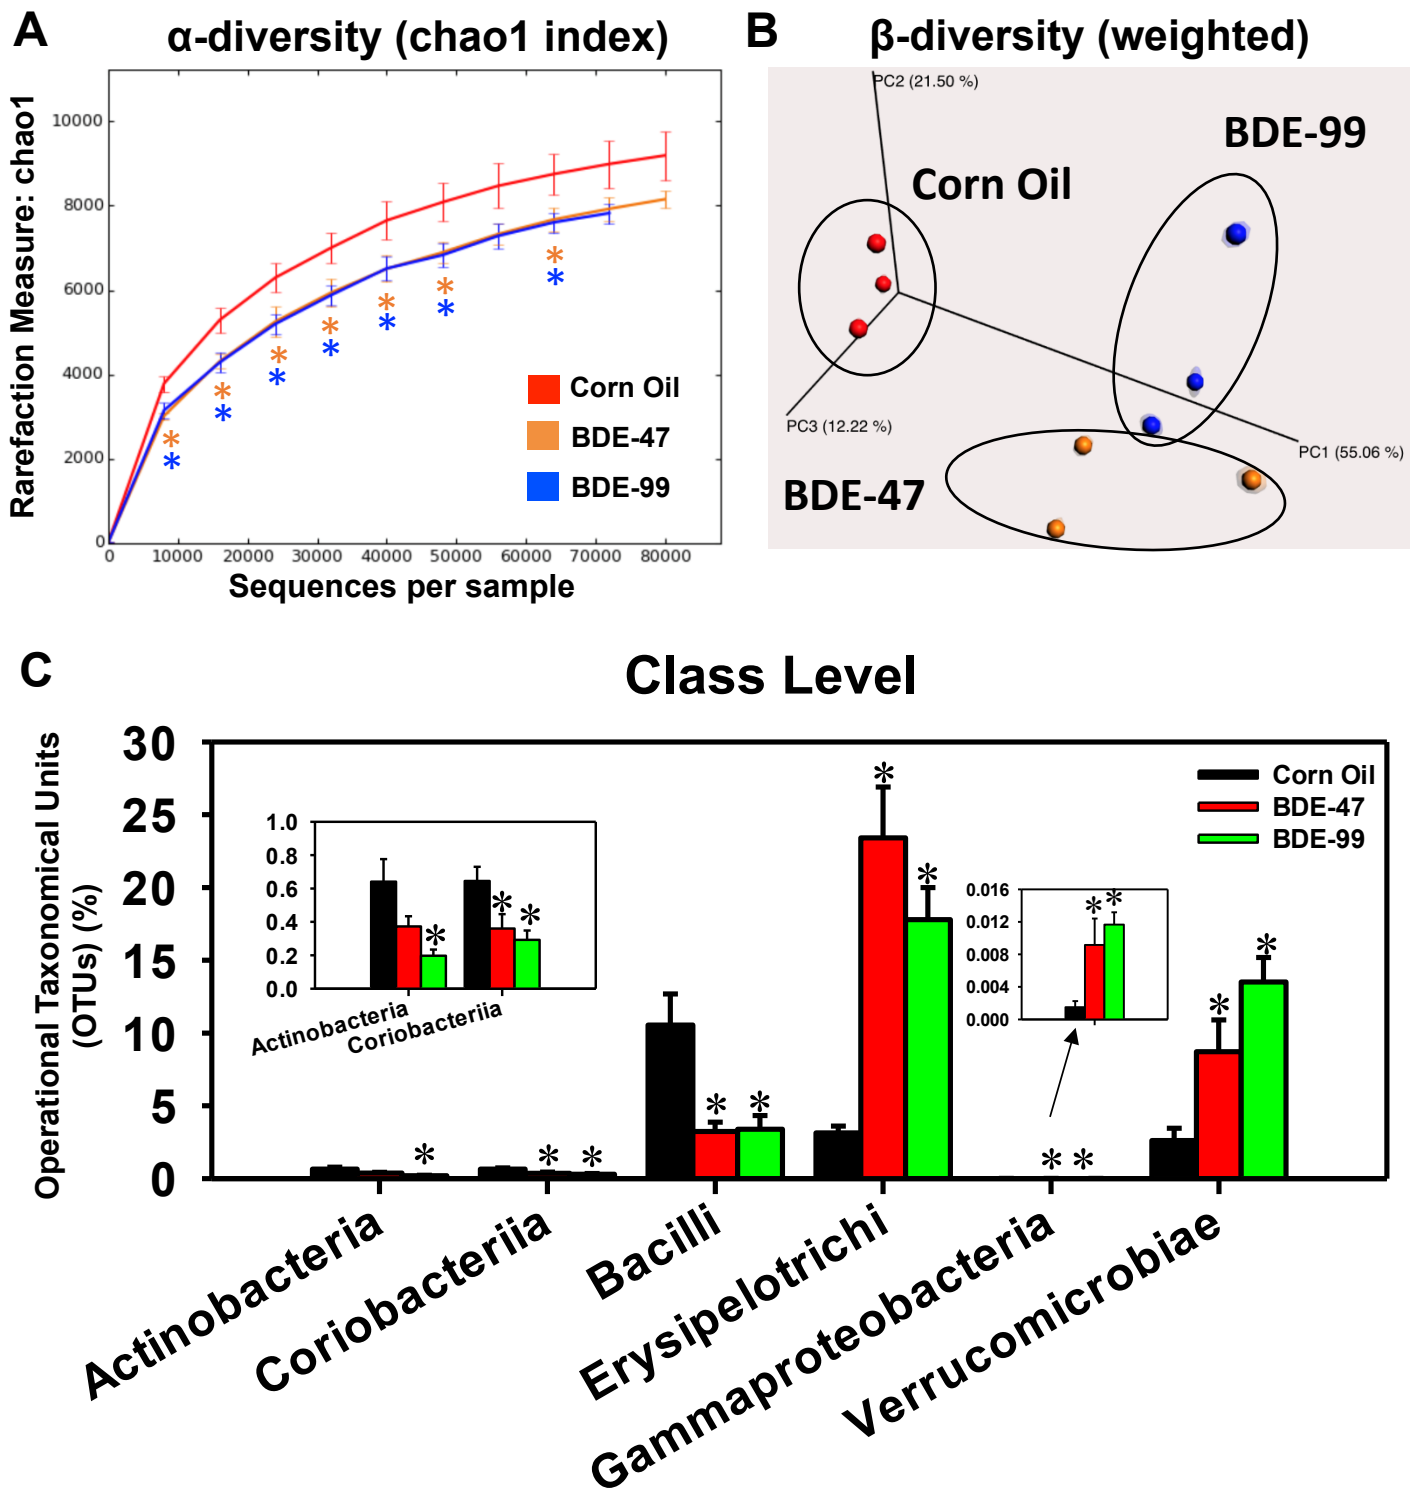 A
α-diversity (chao1 index)
Rarefaction Measure: chao1
10000
8000
6000
4000
2000
0
* * * * * * *
* * * * * * *
Corn Oil
BDE-47
BDE-99
0 10000 20000 30000 40000 50000 60000 70000 80000
Sequences per sample
B
β-diversity (weighted)
PC2 (21.50 %)
BDE-99
Corn Oil
PC3 (12.22 %)
PC1 (55.06 %)
BDE-47
C
Class Level
Operational Taxonomical Units
(OTUs) (%)
30
25
20
15
10
5
0
Corn Oil
BDE-47
BDE-99
1.0
0.8
0.6
0.4
0.2
0.0
* * *
Actinobacteria
Coriobacteriia
0.016
0.012
0.008
0.004
0.000
* *
* * * * * * * * * * *
Actinobacteria
Coriobacteriia
Bacilli
Erysipelotrichi
Gammaproteobacteria
Verrucomicrobiae